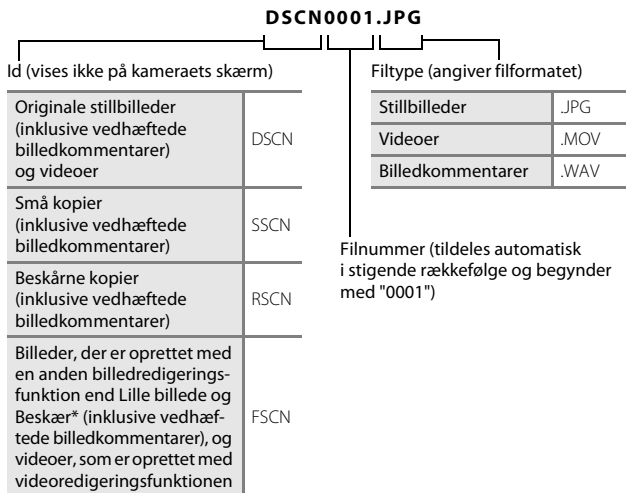 DSCN0001.JPG
Id (vises ikke på kameraets skærm)
Originale stillbilleder
(inklusive vedhæftede
billedkommentarer)
og videoer
DSCN
Små kopier
(inklusive vedhæftede
billedkommentarer)
SSCN
Beskårne kopier
(inklusive vedhæftede
billedkommentarer)
RSCN
Billeder, der er oprettet med
en anden billedredigerings-
funktion end Lille billede og
Beskær* (inklusive vedhæf-
tede billedkommentarer), og
videoer, som er oprettet med
videoredigeringsfunktionen
FSCN
Filtype (angiver filformatet)
Stillbilleder .JPG
Videoer .MOV
Billedkommentarer .WAV
Filnummer (tildeles automatisk
i stigende rækkefølge og begynder
med "0001")